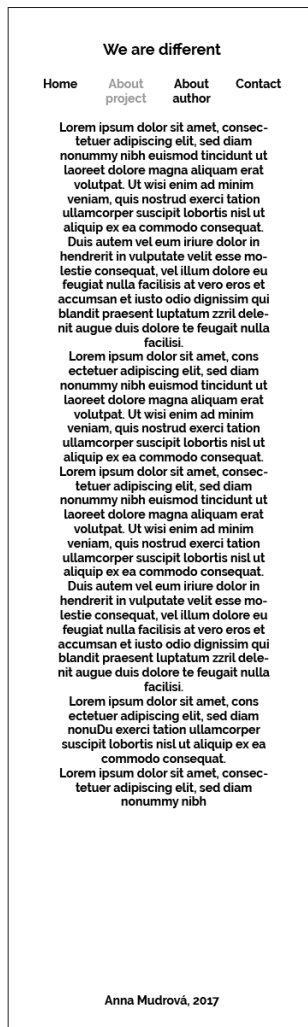 We are different
Home About project About author Contact
Lorem ipsum dolor sit amet, consec-
tetuer adipiscing elit, sed diam
nonummy nibh euismod tincidunt ut
laoreet dolore magna aliquam erat
volutpat. Ut wisi enim ad minim
veniam, quis nostrud exerci tation
ullamcorper suscipit lobortis nisl ut
aliquip ex ea commodo consequat.
Duis autem vel eum iriure dolor in
hendrerit in vulputate velit esse mo-
lestie consequat, vel illum dolore eu
feugiat nulla facilisis at vero eros et
accumsan et iusto odio dignissim qui
blandit praesent luptatum zzril dele-
nit augue duis dolore te feugait nulla
facilisi.
Lorem ipsum dolor sit amet, cons
ectetuer adipiscing elit, sed diam
nonummy nibh euismod tincidunt ut
laoreet dolore magna aliquam erat
volutpat. Ut wisi enim ad minim
veniam, quis nostrud exerci tation
ullamcorper suscipit lobortis nisl ut
aliquip ex ea commodo consequat.
Lorem ipsum dolor sit amet, consec-
tetuer adipiscing elit, sed diam
nonummy nibh euismod tincidunt ut
laoreet dolore magna aliquam erat
volutpat. Ut wisi enim ad minim
veniam, quis nostrud exerci tation
ullamcorper suscipit lobortis nisl ut
aliquip ex ea commodo consequat.
Duis autem vel eum iriure dolor in
hendrerit in vulputate velit esse mo-
lestie consequat, vel illum dolore eu
feugiat nulla facilisis at vero eros et
accumsan et iusto odio dignissim qui
blandit praesent luptatum zzril dele-
nit augue duis dolore te feugait nulla
facilisi.
Lorem ipsum dolor sit amet, cons
ectetuer adipiscing elit, sed diam
nonuDu exerci tation ullamcorper
suscipit lobortis nisl ut aliquip ex ea
commodo consequat.
Lorem ipsum dolor sit amet, consec-
tetuer adipiscing elit, sed diam
nonummy nibh
Anna Mudrová, 2017